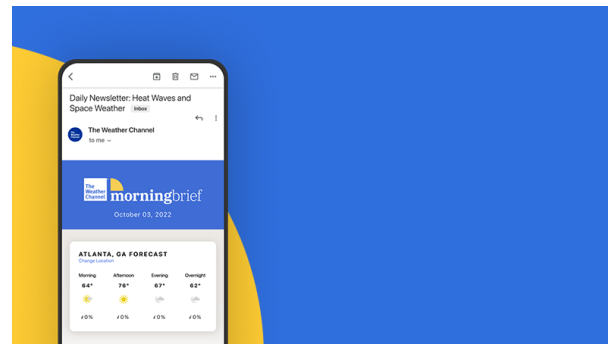 Daily Newsletter: Heat Waves and
Space Weather Inbox
The Weather Channel
to me
The
Weather
Channel
morningbrief
October 03, 2022
ATLANTA, GA FORECAST
Change Location
Morning Afternoon Evening Overnight
64° 76° 67° 62°
0% 0% 0% 0%